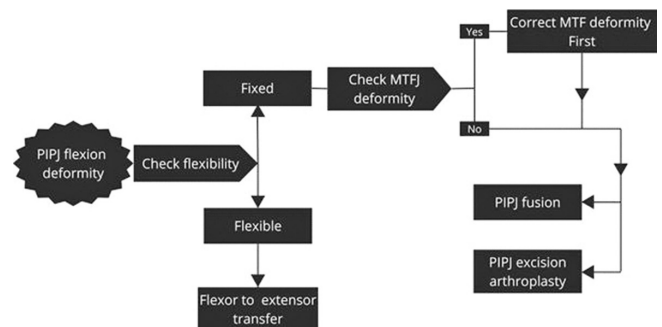 PIPJ flexion
deformity
Check flexibility
Fixed
Check MTFJ
deformity
Yes
Correct MTF deformity
First
No
PIPJ fusion
PIPJ excision
arthroplasty
Flexible
Flexor to extensor
transfer